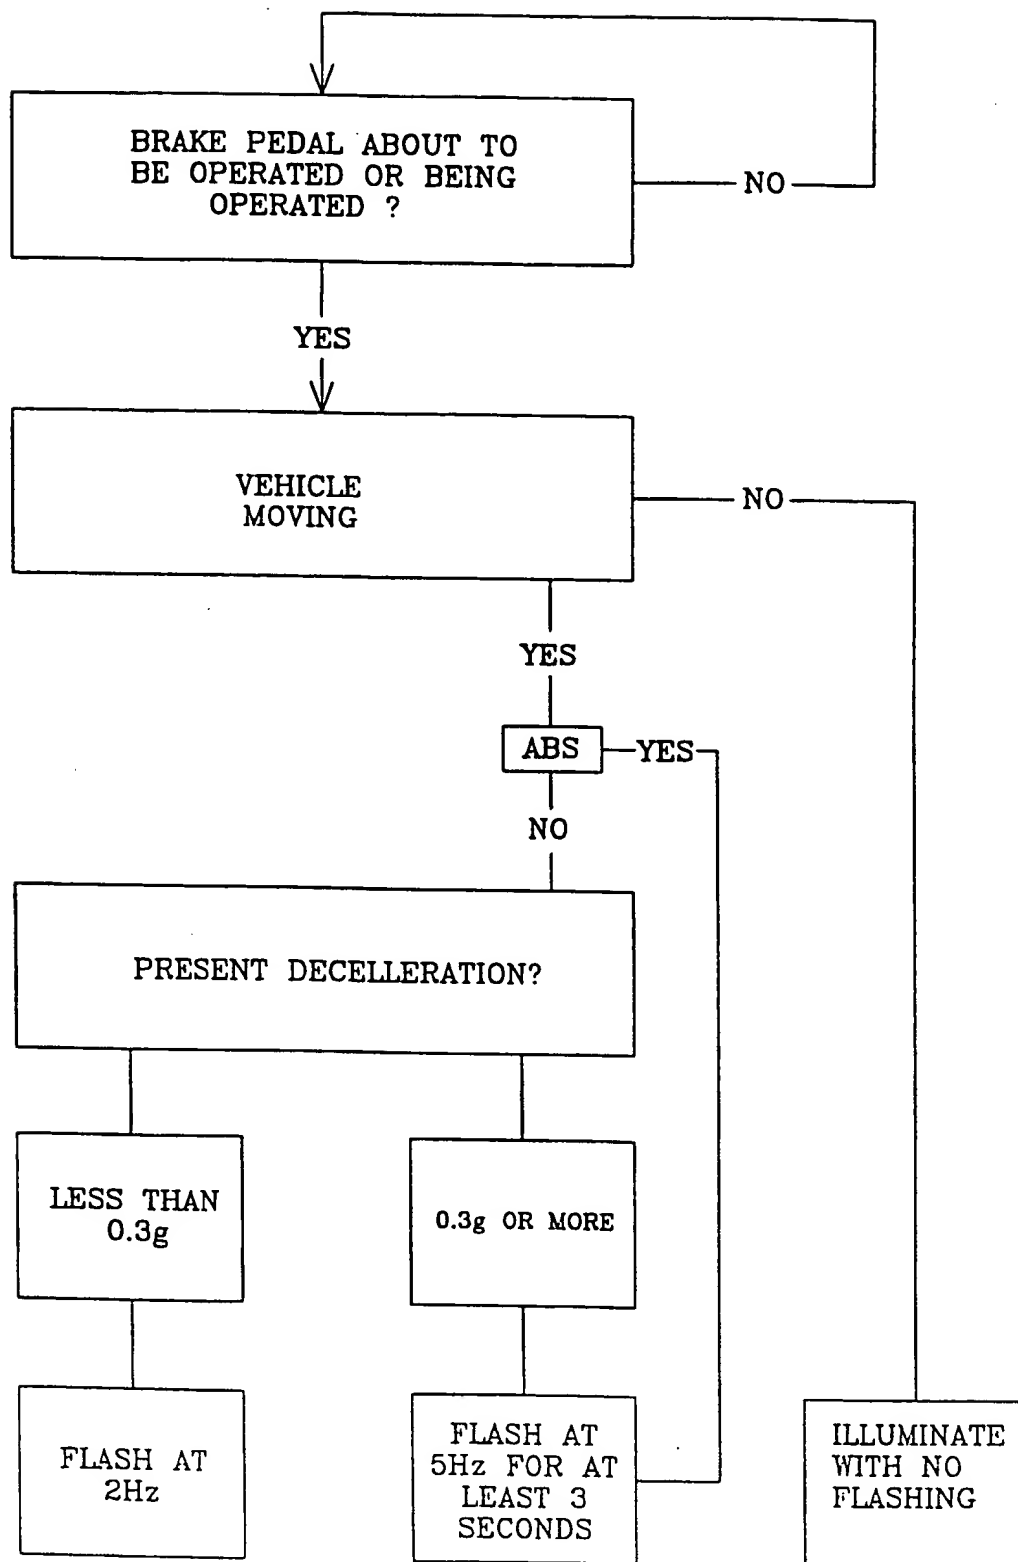 BRAKE PEDAL ABOUT TO
BE OPERATED OR BEING
OPERATED ?
NO
YES
VEHICLE
MOVING
NO
YES
ABS
YES
NO
PRESENT DECELLERATION?
LESS THAN
0.3g
0.3g OR MORE
FLASH AT
2Hz
FLASH AT
5Hz FOR AT
LEAST 3
SECONDS
ILLUMINATE
WITH NO
FLASHING